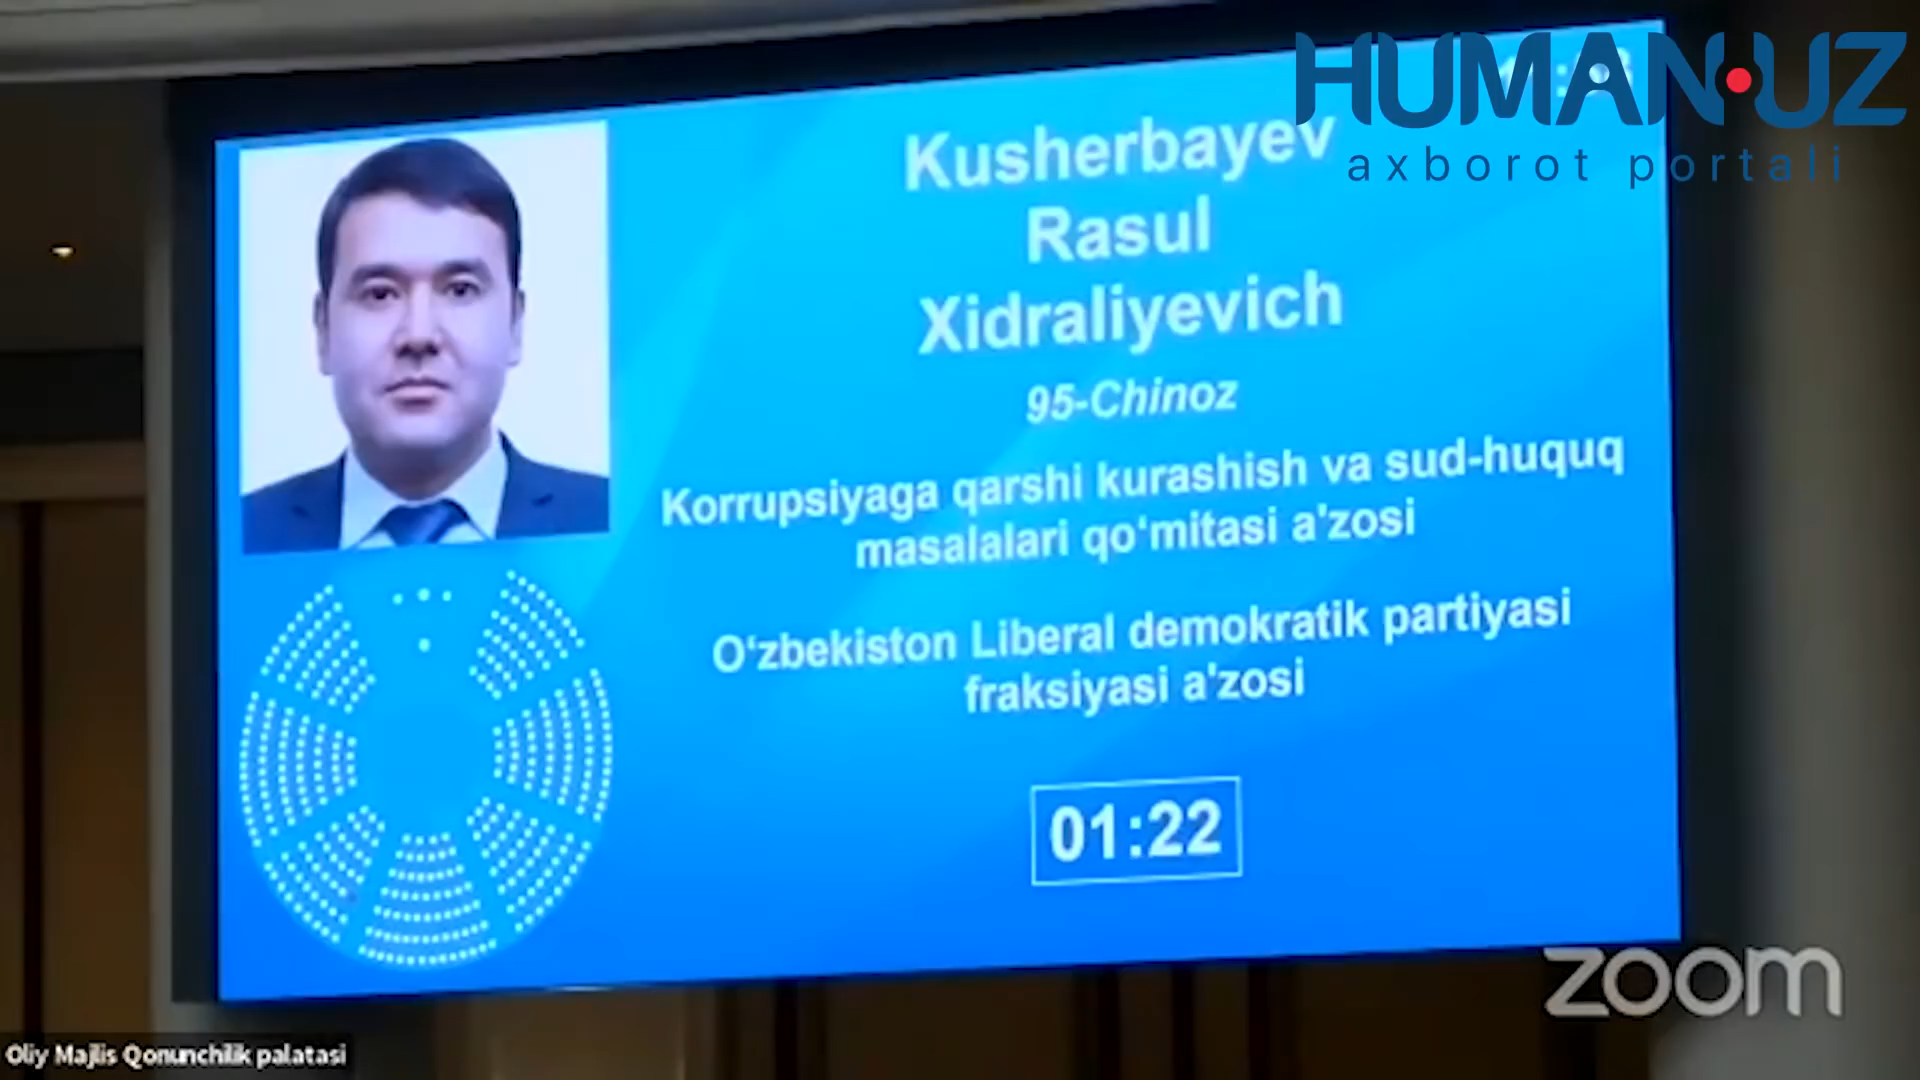 HUMAN.UZ
axborot portali
Kusherbayev
Rasul
Xidraliyevich
95-Chinoz
Korrupsiyaga qarshi kurashish va sud-huquq
masalalari qo‘mitasi a'zosi
O‘zbekiston Liberal demokratik partiyasi
fraksiyasi a'zosi
01:22
zoom
Oliy Majlis Qonunchilik palatasi